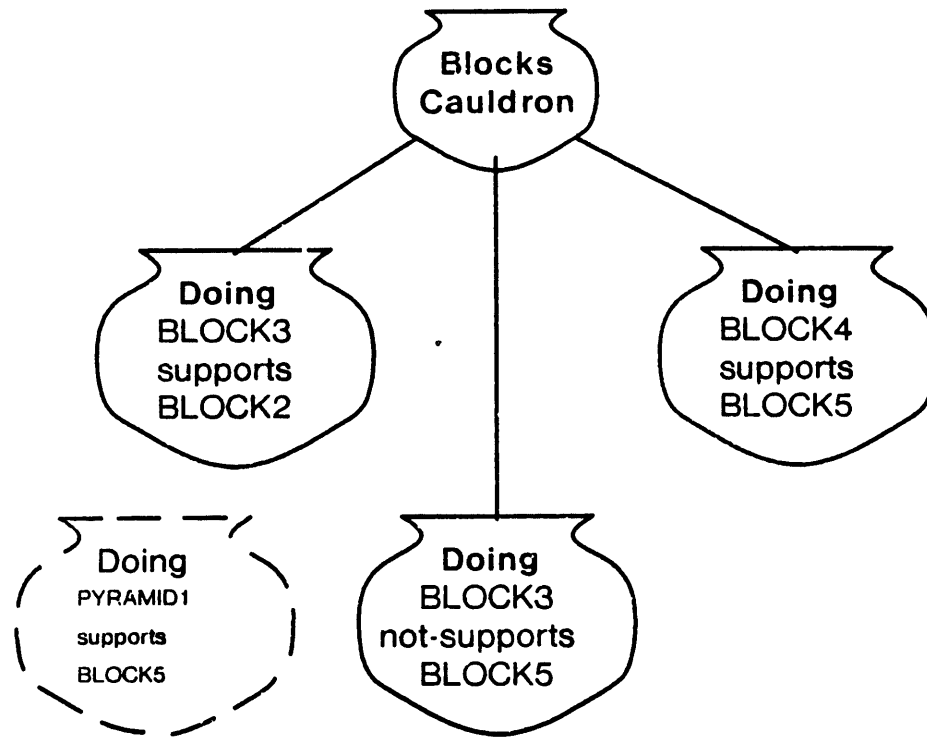 Blocks
Cauldron
Doing
BLOCK3
supports
BLOCK2
Doing
BLOCK4
supports
BLOCK5
Doing
PYRAMID1
supports
BLOCK5
Doing
BLOCK3
not-supports
BLOCK5